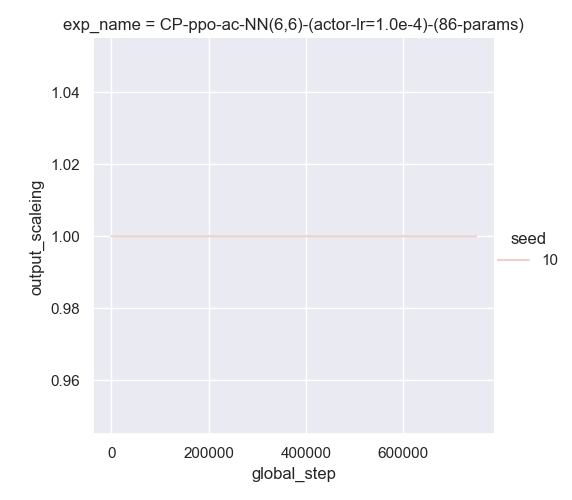 exp_name = CP-ppo-ac-NN(6,6)-(actor-lr=1.0e-4)-(86-params)
1.04
1.02
1.00
0.98
0.96
output_scaleing
seed
10
0
200000
400000
600000
global_step